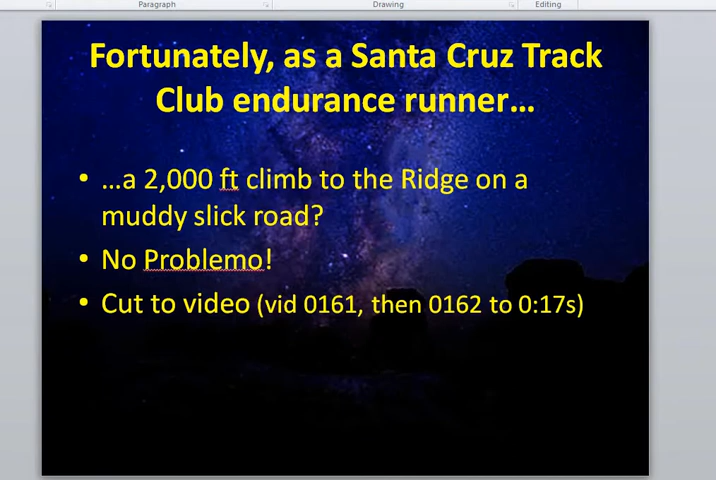 Paragraph Drawing Editing
Fortunately, as a Santa Cruz Track
Club endurance runner…
• …a 2,000 ft climb to the Ridge on a
muddy slick road?
• No Problemo!
• Cut to video (vid 0161, then 0162 to 0:17s)